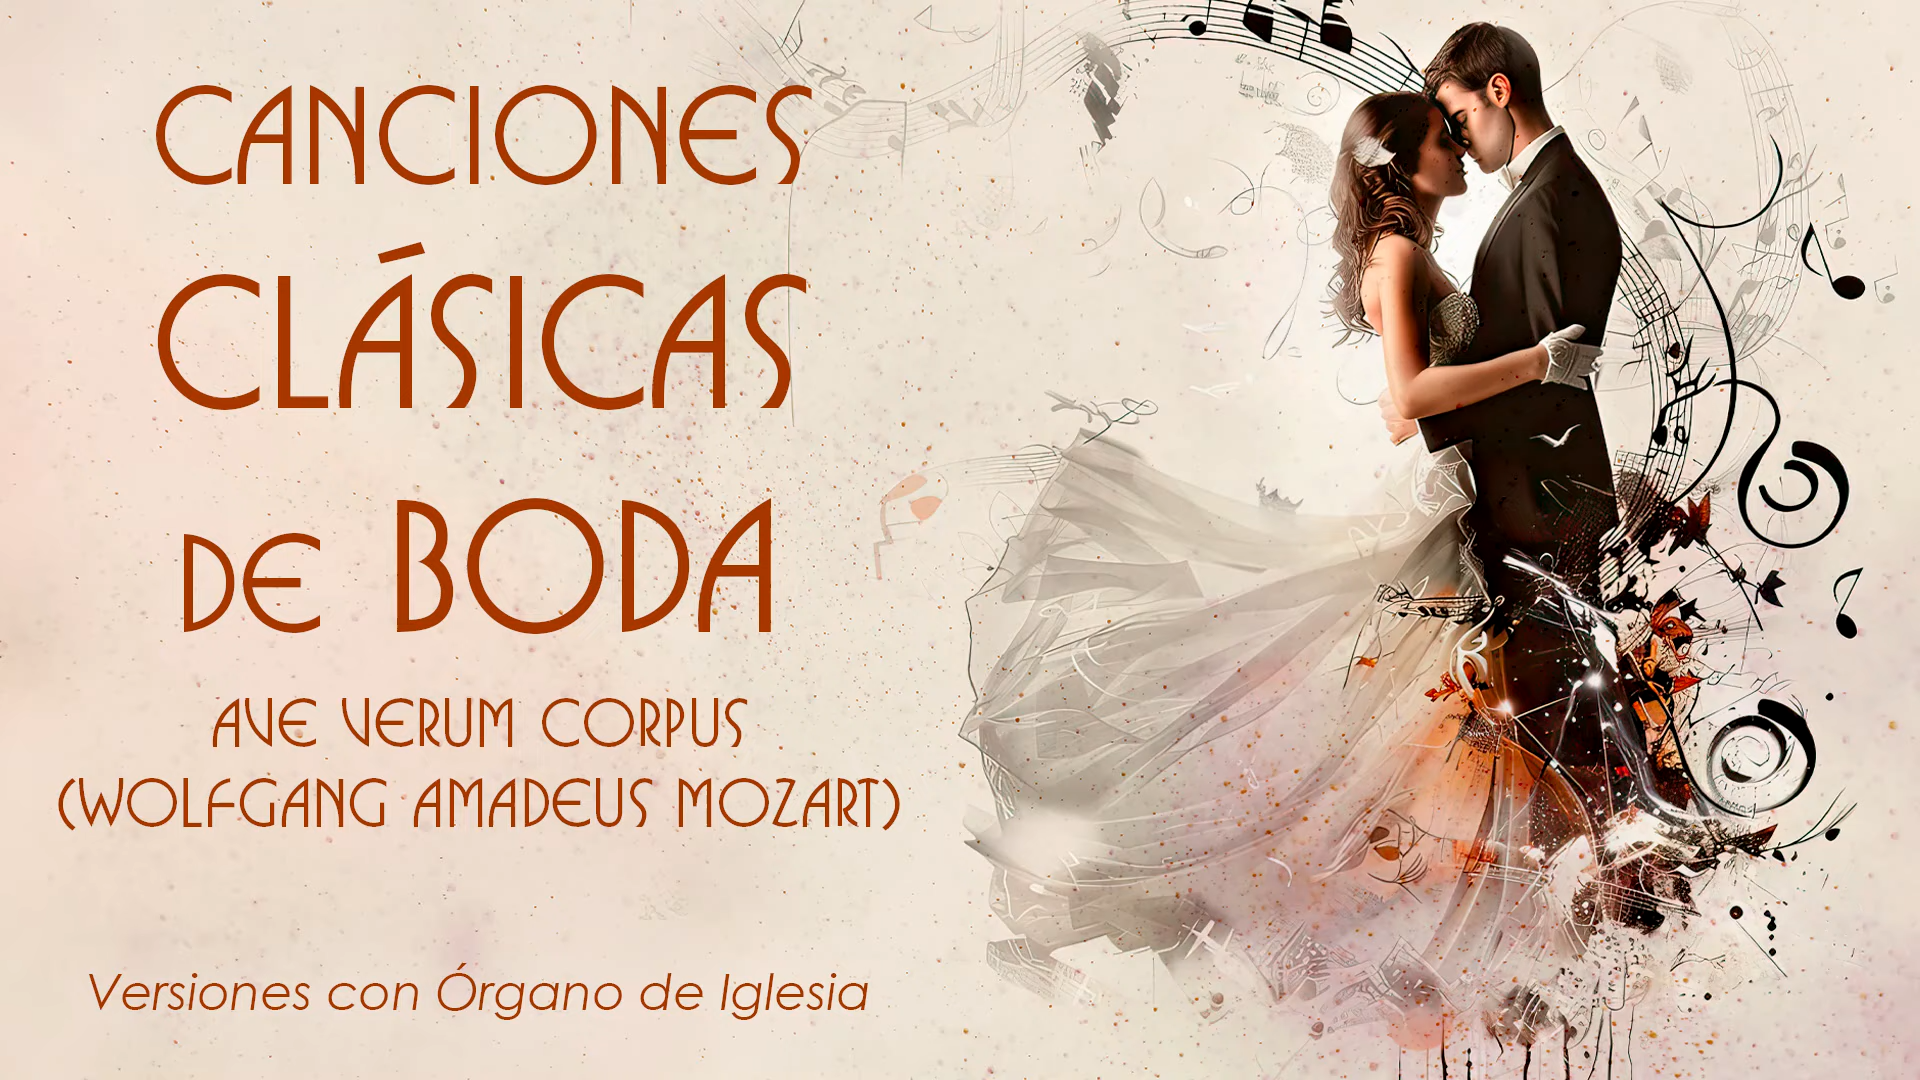 CANCIONES
CLÁSICAS
DE BODA
AVE VERUM CORPUS
(WOLFGANG AMADEUS MOZART)
Versiones con Órgano de Iglesia